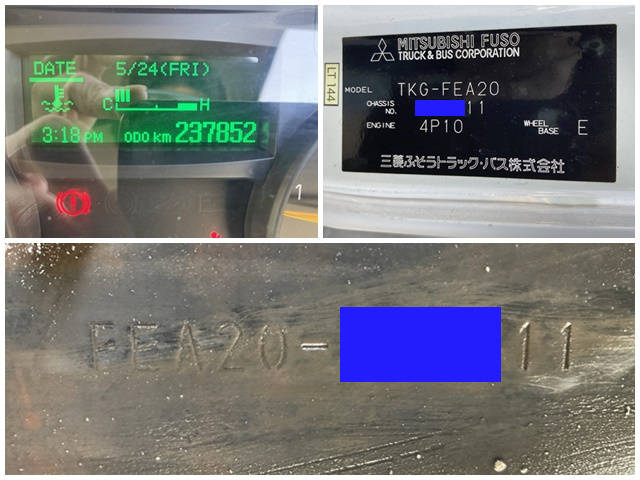 DATE 5/24(FRI)
C H
3:18 PM ODO km 237852
LT 144
MITSUBISHI FUSO
TRUCK & BUS CORPORATION
MODEL TKG-FEA20
CHASSIS NO. 11
ENGINE 4P10 WHEEL BASE E
三菱ふそうトラック・バス株式会社
FEA20- 11